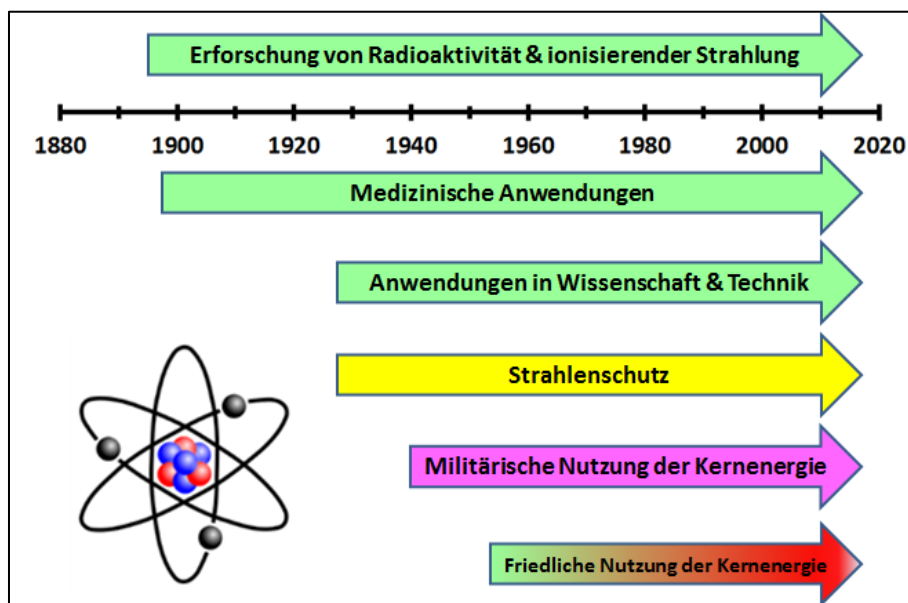 Erforschung von Radioaktivität & ionisierender Strahlung
1880 1900 1920 1940 1960 1980 2000 2020
Medizinische Anwendungen
Anwendungen in Wissenschaft & Technik
Strahlenschutz
Militärische Nutzung der Kernenergie
Friedliche Nutzung der Kernenergie